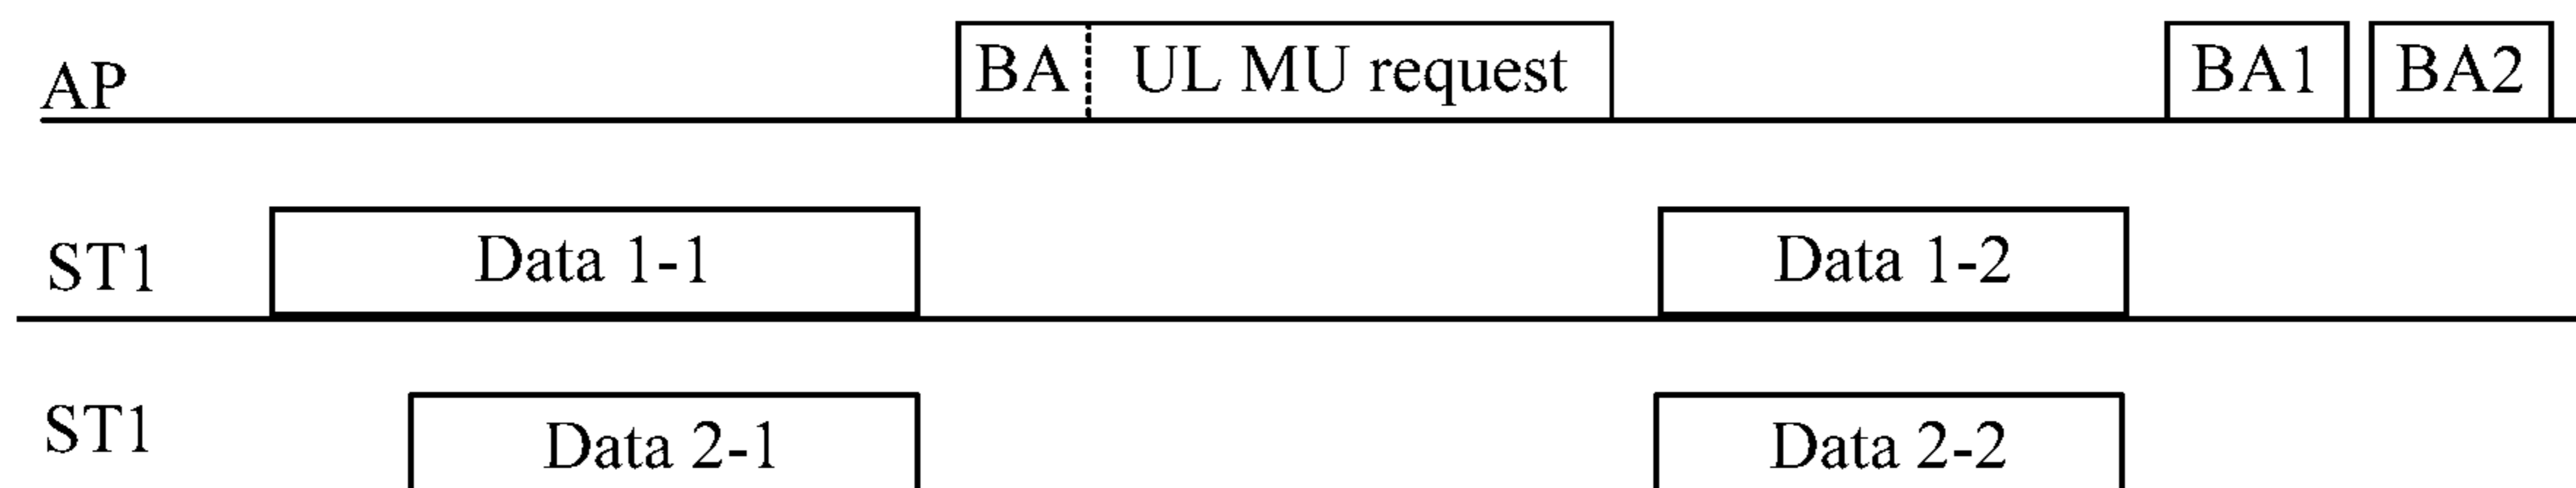 AP BA UL MU request BA1 BA2
ST1 Data 1-1 Data 1-2
ST1 Data 2-1 Data 2-2